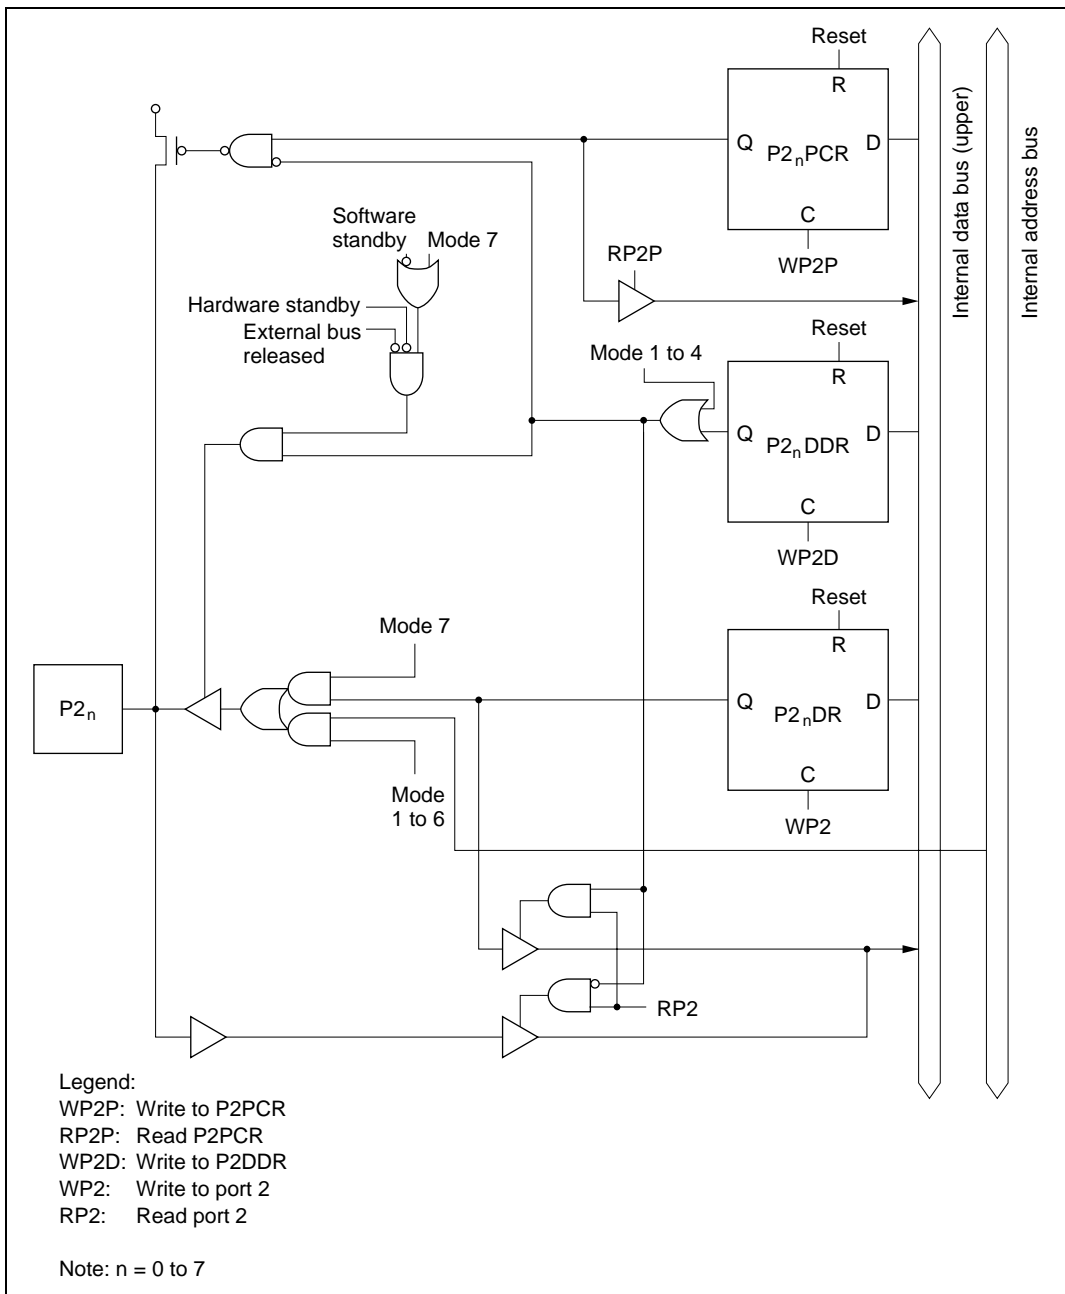 Reset
R
Q P2nPCR D
C
WP2P
Internal data bus (upper)
Internal address bus
Software
standby
Mode 7
RP2P
Hardware standby
External bus
released
Reset
Mode 1 to 4
R
Q P2nDDR D
C
WP2D
Reset
Mode 7
R
P2n
Q P2nDR D
C
Mode
1 to 6
WP2
RP2
Legend:
WP2P: Write to P2PCR
RP2P: Read P2PCR
WP2D: Write to P2DDR
WP2: Write to port 2
RP2: Read port 2
Note: n = 0 to 7